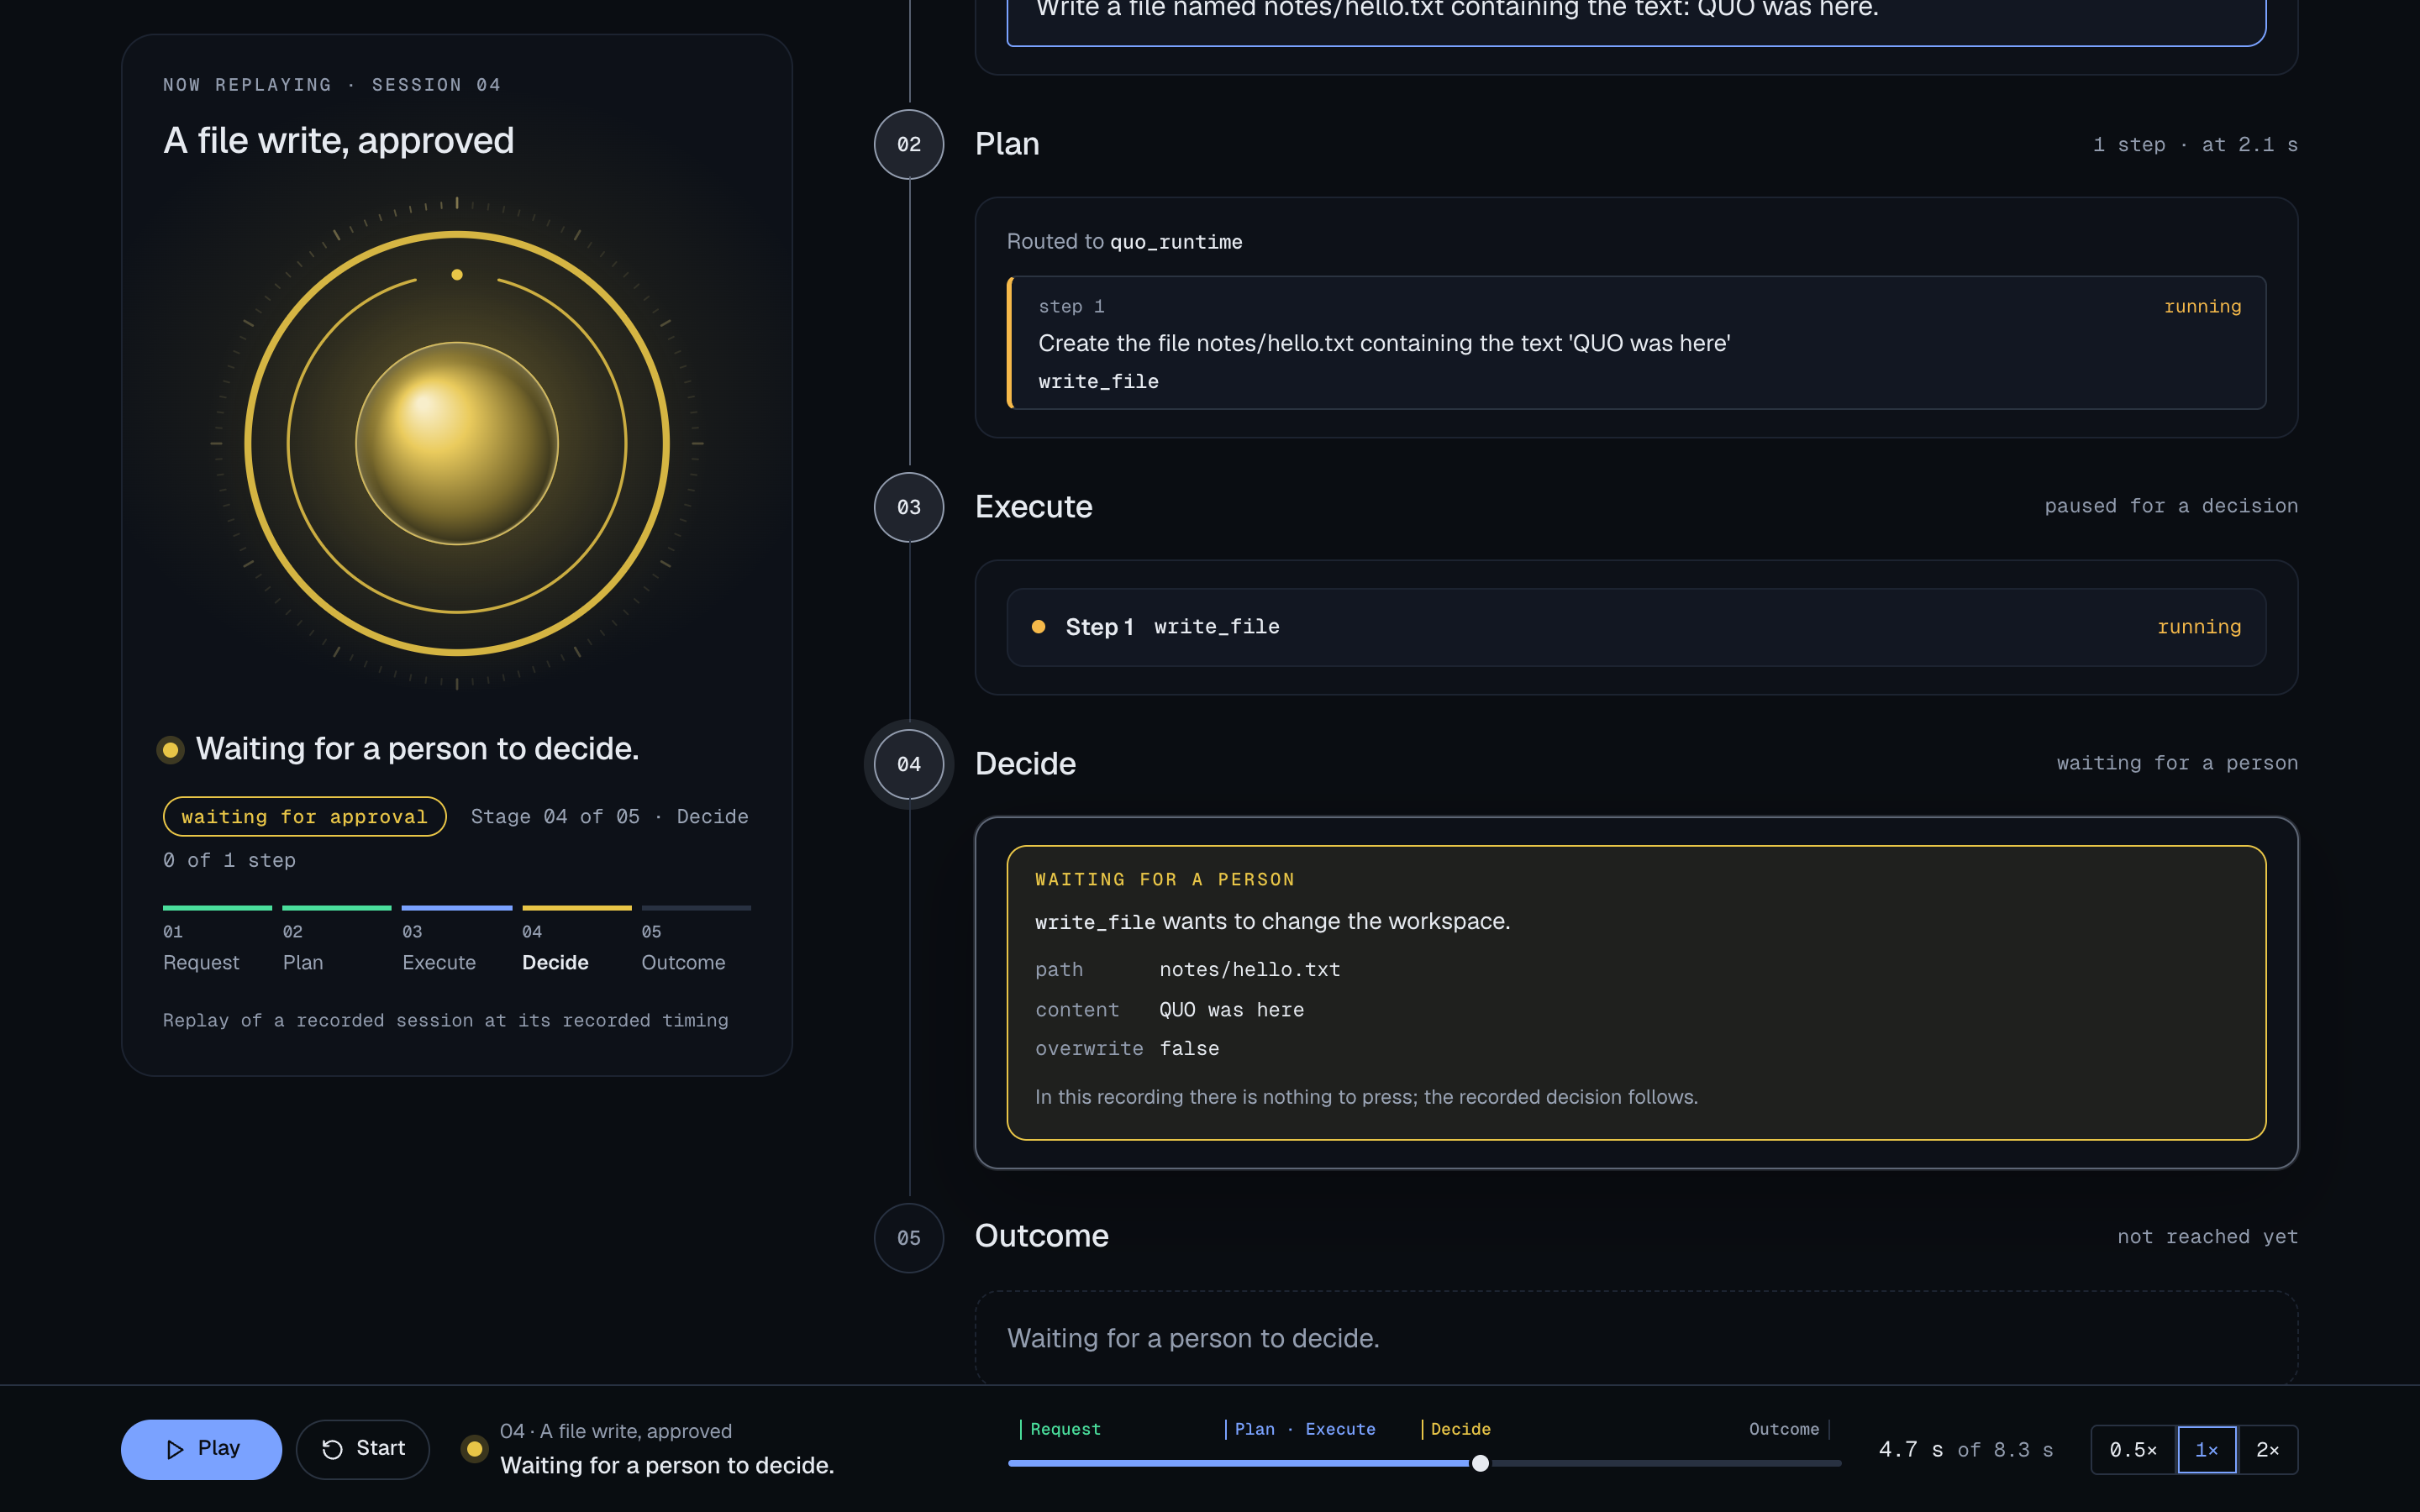 NOW REPLAYING · SESSION 04
A file write, approved
Waiting for a person to decide.
waiting for approval
Stage 04 of 05 · Decide
0 of 1 step
01
02
03
04
05
Request
Plan
Execute
Decide
Outcome
Replay of a recorded session at its recorded timing
Write a file named notes/hello.txt containing the text: QUO was here.
02
Plan
1 step · at 2.1 s
Routed to quo_runtime
step 1
running
Create the file notes/hello.txt containing the text 'QUO was here'
write_file
03
Execute
paused for a decision
Step 1 write_file
running
04
Decide
waiting for a person
WAITING FOR A PERSON
write_file wants to change the workspace.
path notes/hello.txt
content QUO was here
overwrite false
In this recording there is nothing to press; the recorded decision follows.
05
Outcome
not reached yet
Waiting for a person to decide.
Play
Start
04 · A file write, approved
Waiting for a person to decide.
Request
Plan · Execute
Decide
Outcome
4.7 s of 8.3 s
0.5×
1×
2×